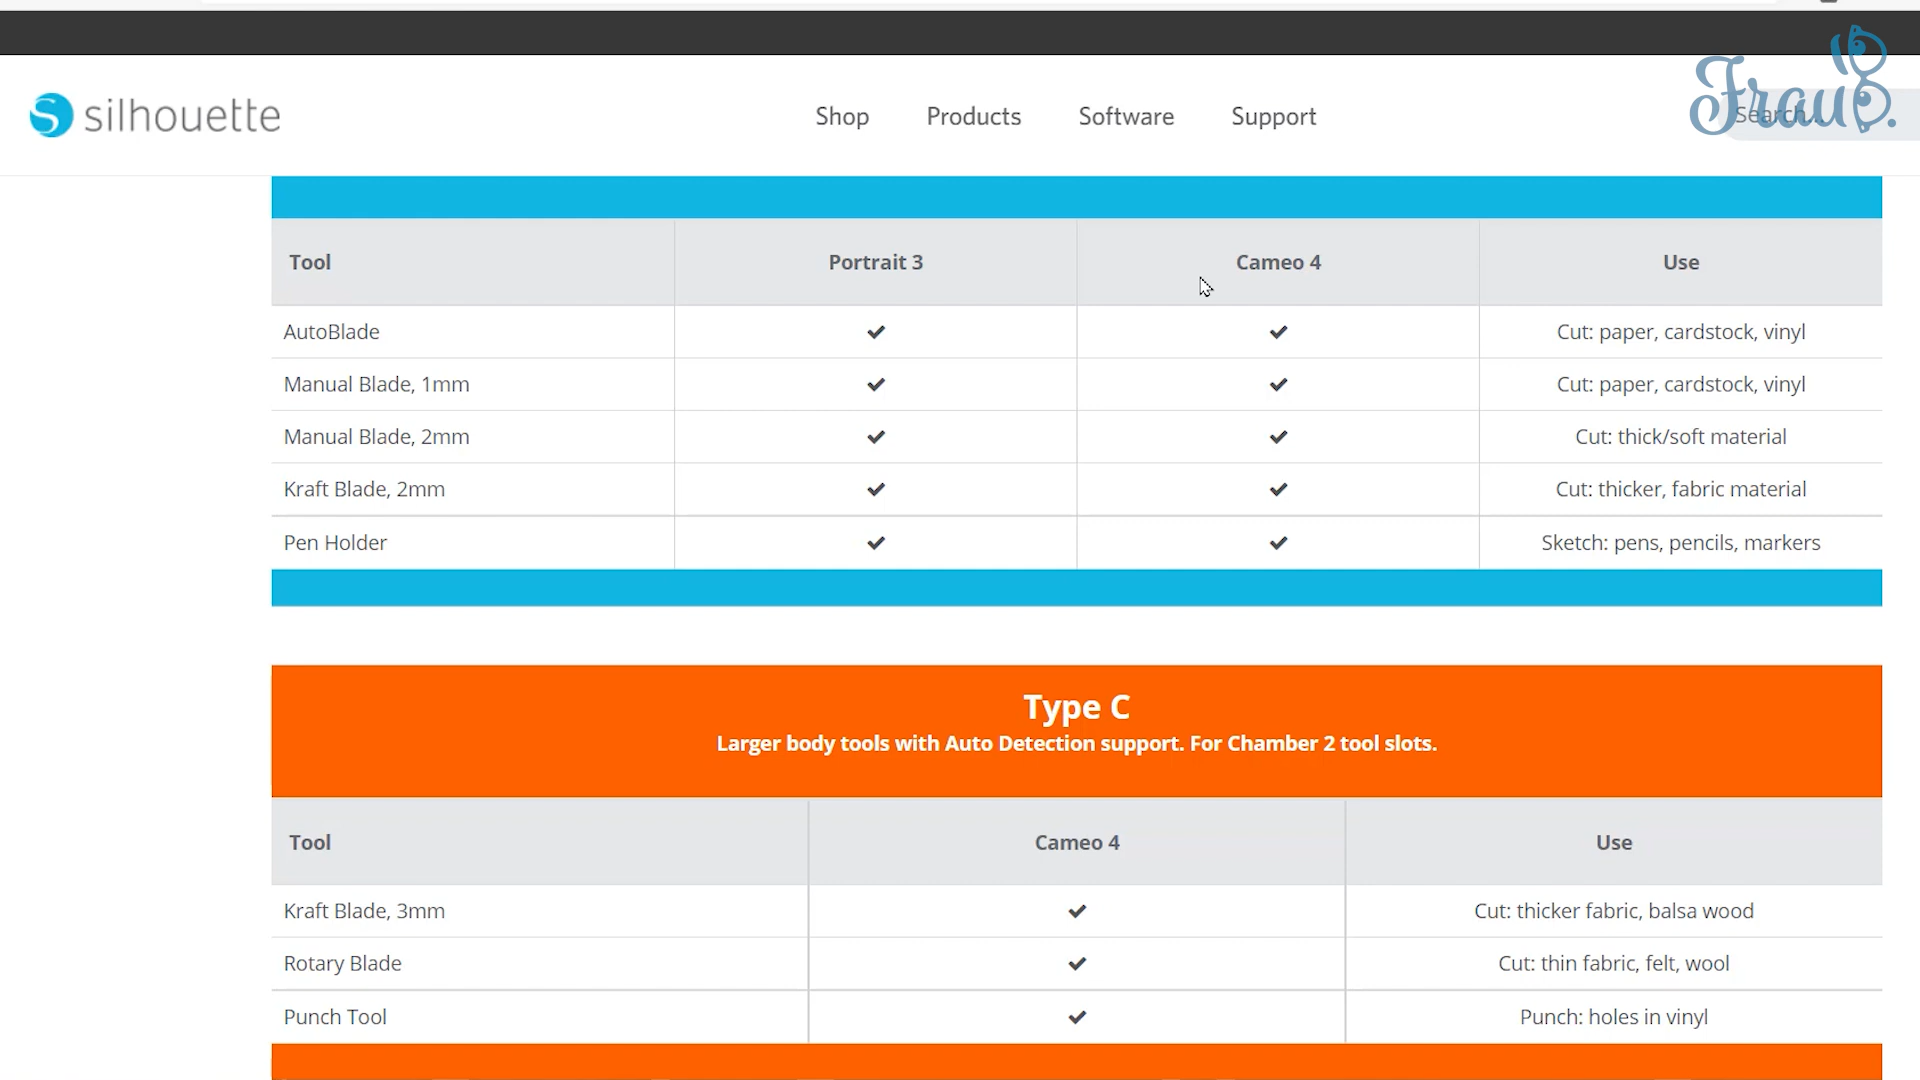 silhouette
Shop Products Software Support
Search...
Frau B.
Tool Portrait 3 Cameo 4 Use
AutoBlade ✔ ✔ Cut: paper, cardstock, vinyl
Manual Blade, 1mm ✔ ✔ Cut: paper, cardstock, vinyl
Manual Blade, 2mm ✔ ✔ Cut: thick/soft material
Kraft Blade, 2mm ✔ ✔ Cut: thicker, fabric material
Pen Holder ✔ ✔ Sketch: pens, pencils, markers
Type C
Larger body tools with Auto Detection support. For Chamber 2 tool slots.
Tool Cameo 4 Use
Kraft Blade, 3mm ✔ Cut: thicker fabric, balsa wood
Rotary Blade ✔ Cut: thin fabric, felt, wool
Punch Tool ✔ Punch: holes in vinyl